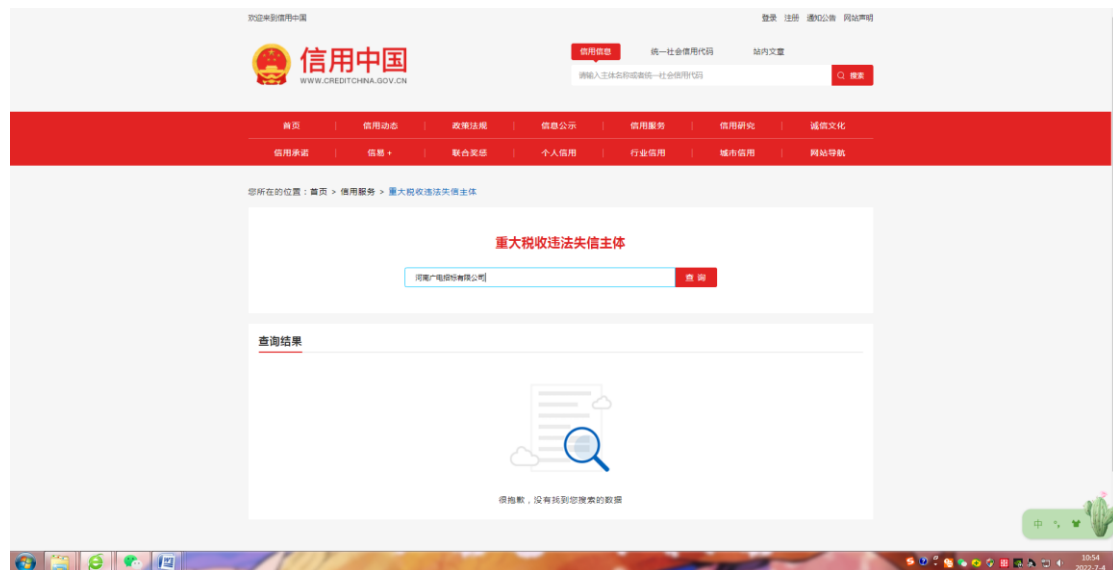 欢迎来到信用中国
登录 注册 通知公告 网站声明
信用中国
WWW.CREDITCHINA.GOV.CN
信用信息 统一社会信用代码 站内文章
请输入主体名称或者统一社会信用代码 搜索
首页 信用动态 政策法规 信息公示 信用服务 信用研究 诚信文化
信用承诺 信易+ 联合奖惩 个人信用 行业信用 城市信用 网站导航
您所在的位置：首页 > 信用服务 > 重大税收违法失信主体
重大税收违法失信主体
河南广电招标有限公司 查询
查询结果
很抱歉，没有找到您搜索的数据
中
10:54
2022-7-4